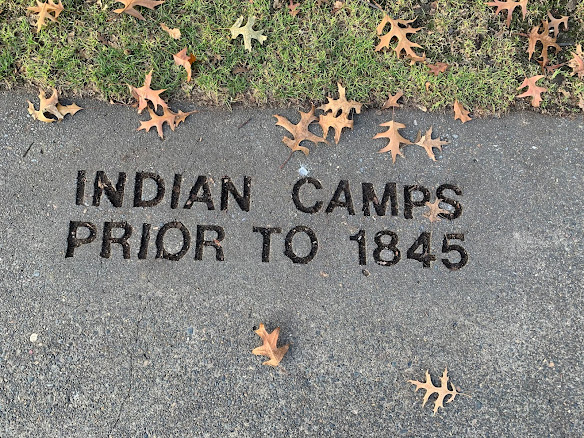 INDIAN CAMPS
PRIOR TO 1845